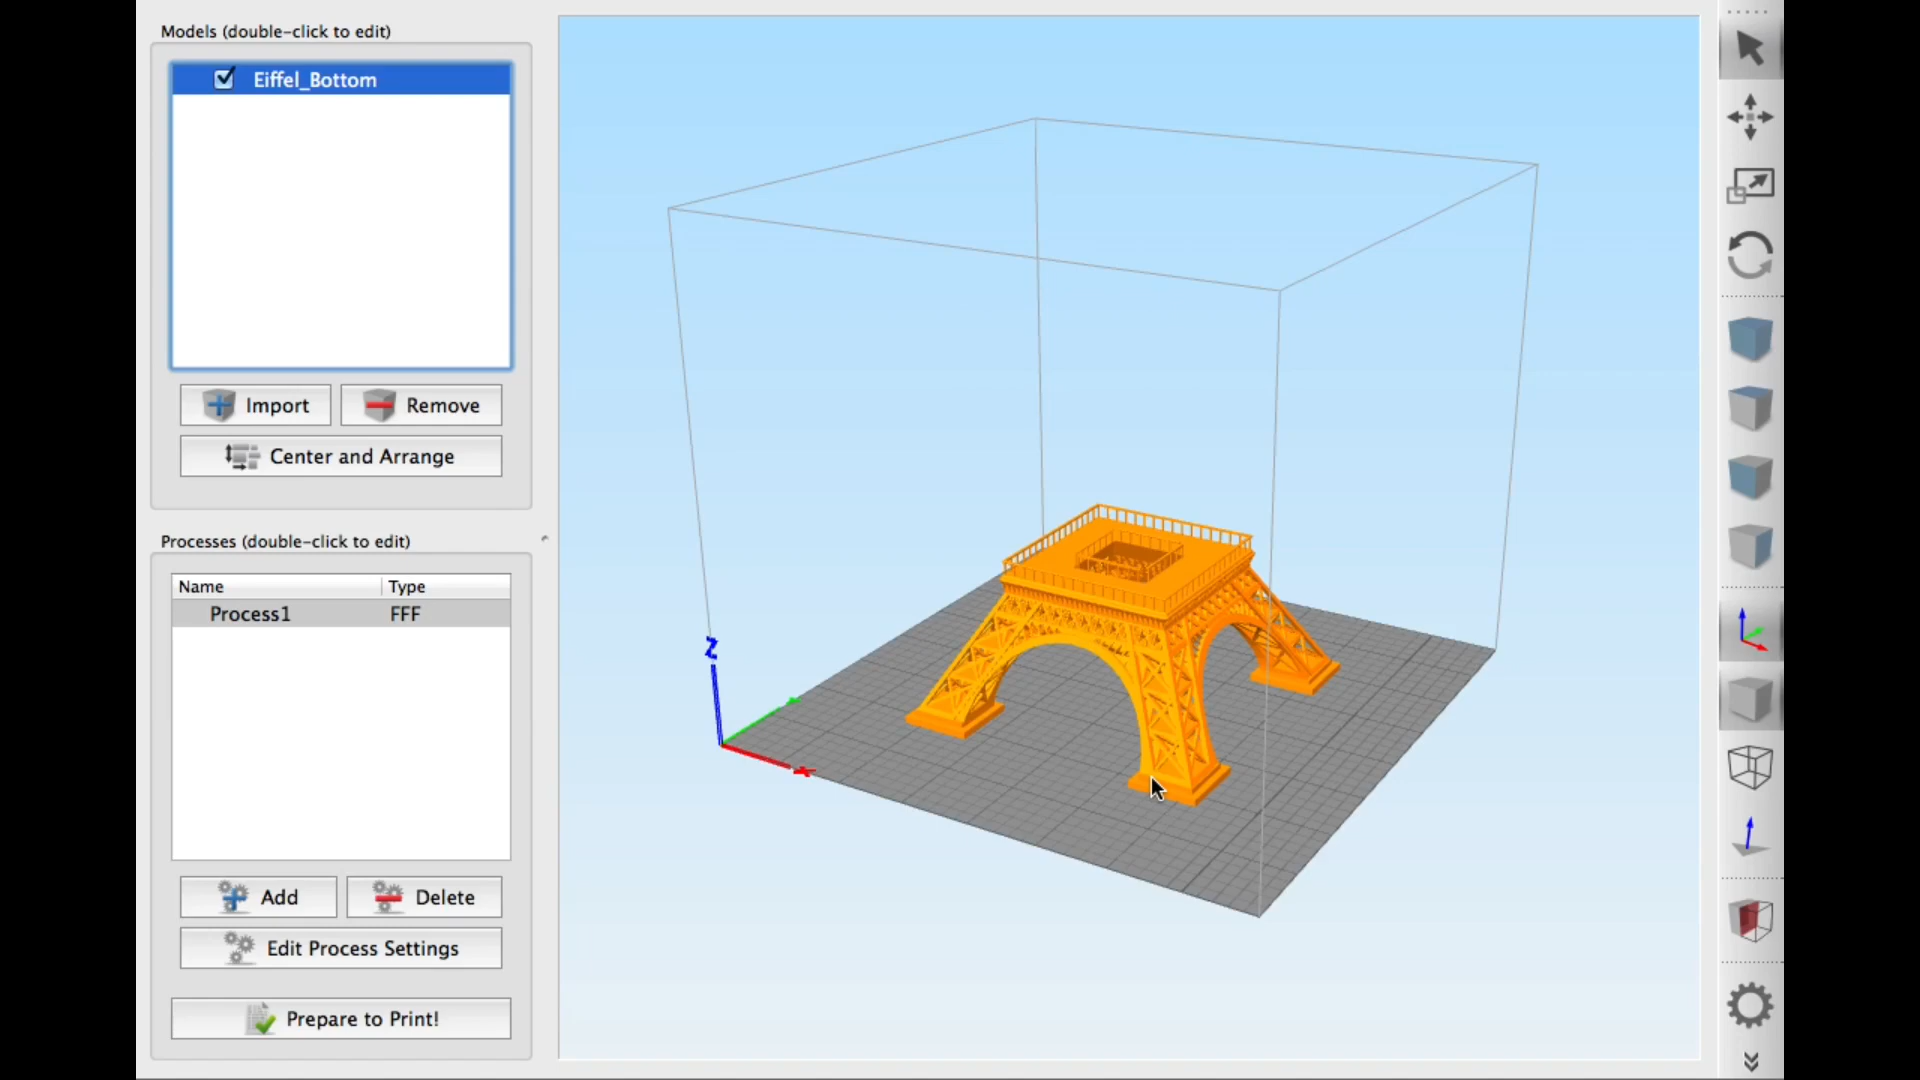 Models (double-click to edit)
Eiffel_Bottom
Import
Remove
Center and Arrange
Processes (double-click to edit)
Name Type
Process1 FFF
Add
Delete
Edit Process Settings
Prepare to Print!
Z